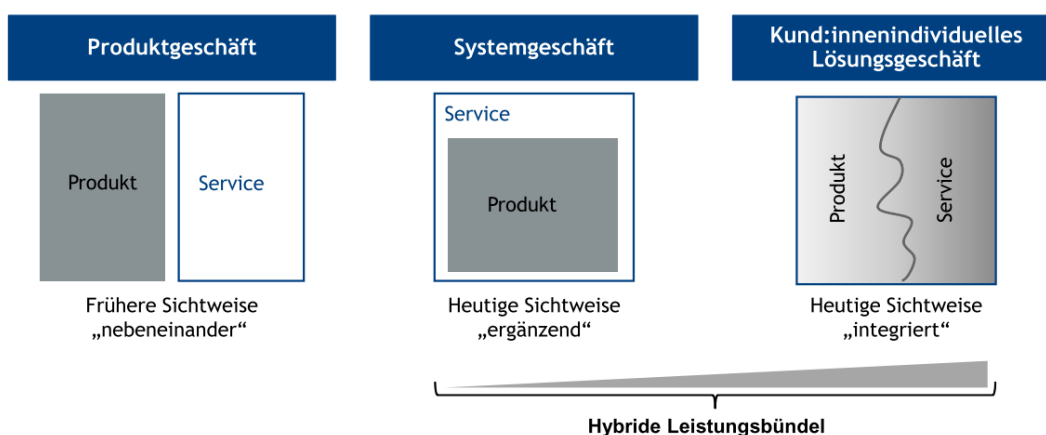 Produktgeschäft
Produkt
Service
Frühere Sichtweise
„nebeneinander“
Systemgeschäft
Service
Produkt
Heutige Sichtweise
„ergänzend“
Kund:innenindividuelles
Lösungsgeschäft
Produkt
Service
Heutige Sichtweise
„integriert“
Hybride Leistungsbündel